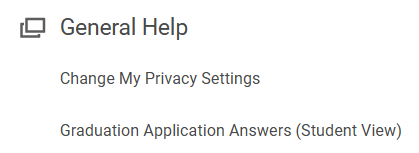 General Help
Change My Privacy Settings
Graduation Application Answers (Student View)